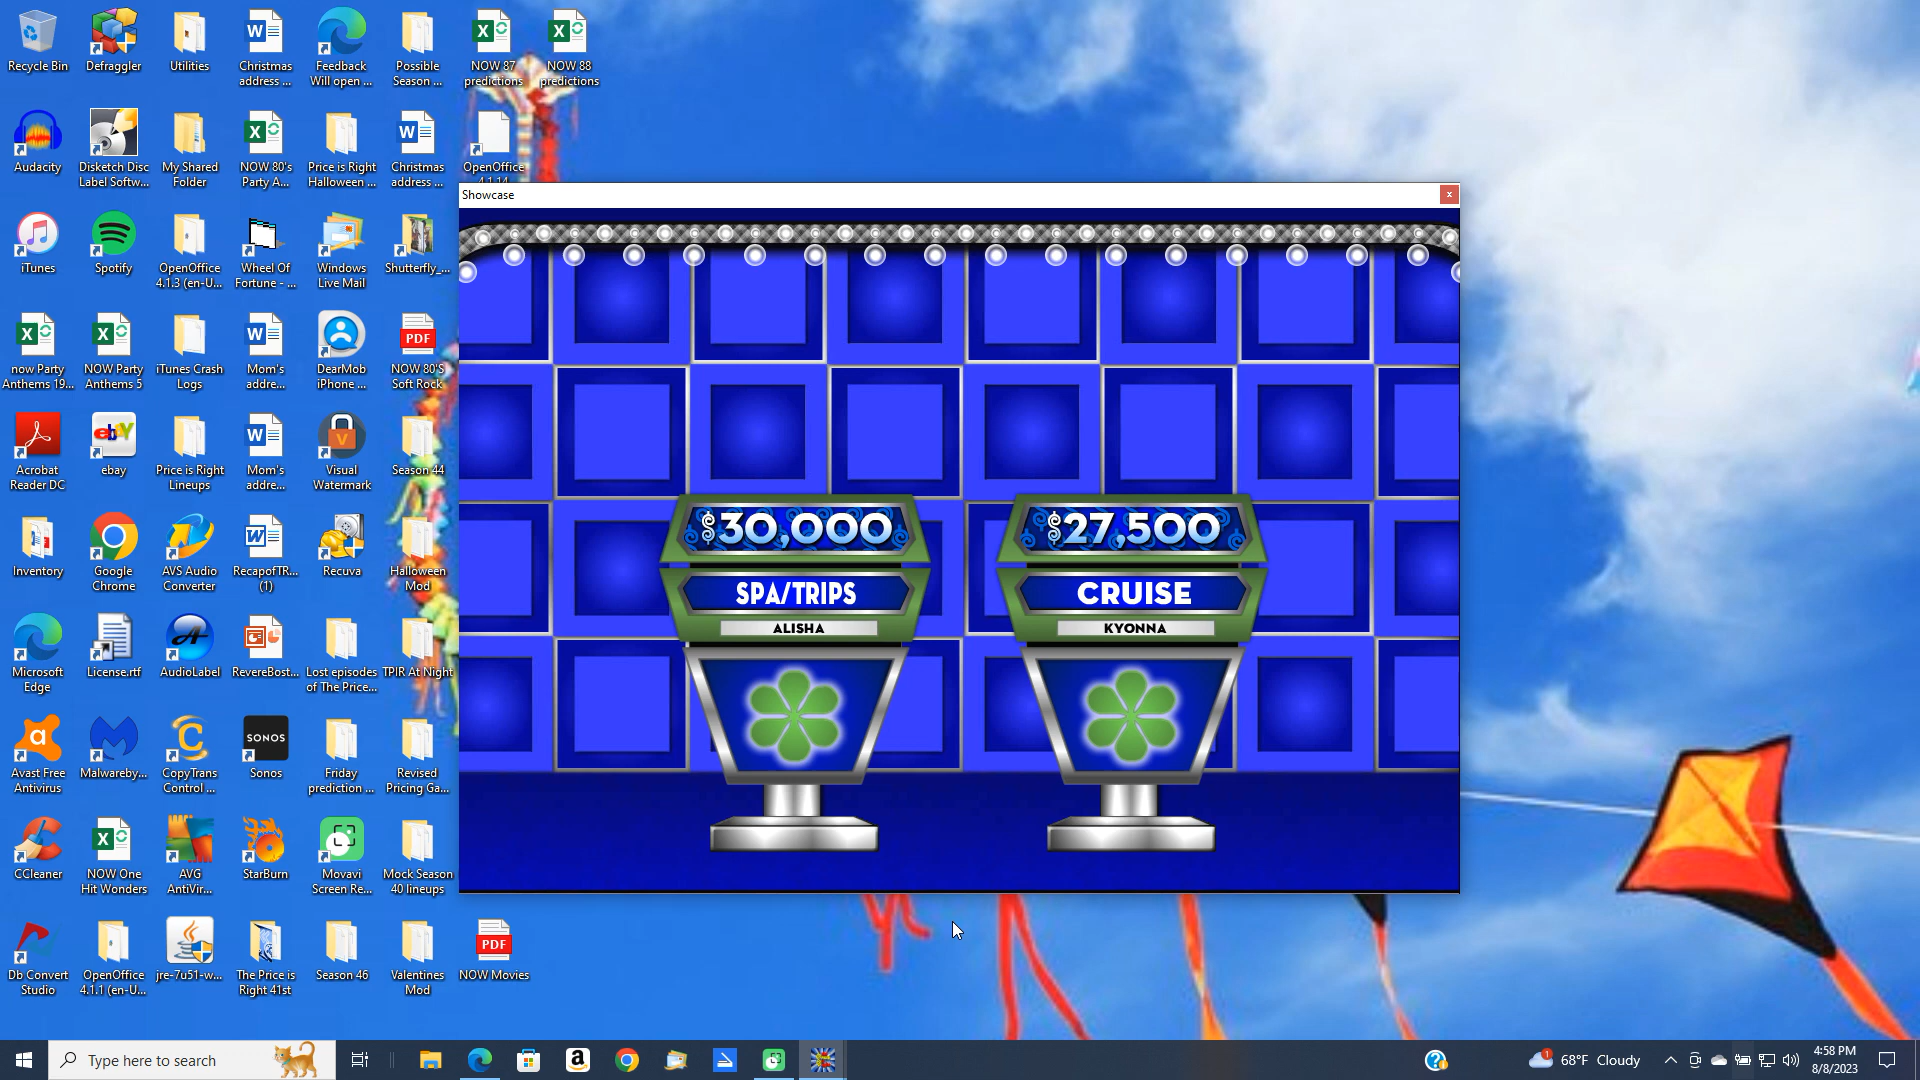 Recycle Bin
Defraggler
Utilities
Christmas
address ...
Feedback
Will open ...
Possible
Season ...
NOW 87
predictions
NOW 88
predictions
Audacity
Disketch Disc
Label Softw...
My Shared
Folder
NOW 80's
Party A...
Price is Right
Halloween ...
Christmas
address ...
OpenOffice
4.1.14
Showcase
iTunes
Spotify
OpenOffice
4.1.3 (en-U...
Wheel Of
Fortune - ...
Windows
Live Mail
Shutterfly_...
now Party
Anthems 19...
NOW Party
Anthems 5
iTunes Crash
Logs
Mom's
addre...
DearMob
iPhone ...
PDF
NOW 80'S
Soft Rock
Acrobat
Reader DC
ebay
ebay
Price is Right
Lineups
Mom's
addre...
Visual
Watermark
Season 44
$30,000
SPA/TRIPS
ALISHA
$27,500
CRUISE
KYONNA
Inventory
Google
Chrome
AVS Audio
Converter
RecapofTR...
(1)
Recuva
Halloween
Mod
Microsoft
Edge
License.rtf
AudioLabel
RevereBost...
Lost episodes
of The Price...
TPIR At Night
Avast Free
Antivirus
Malwareby...
CopyTrans
Control ...
SONOS
Sonos
Friday
prediction ...
Revised
Pricing Ga...
CCleaner
NOW One
Hit Wonders
AVG
AntiVir...
StarBurn
Movavi
Screen Re...
Mock Season
40 lineups
Db Convert
Studio
OpenOffice
4.1.1 (en-U...
jre-7u51-w...
The Price is
Right 41st
Season 46
Valentines
Mod
PDF
NOW Movies
Type here to search
68°F Cloudy
4:58 PM
8/8/2023